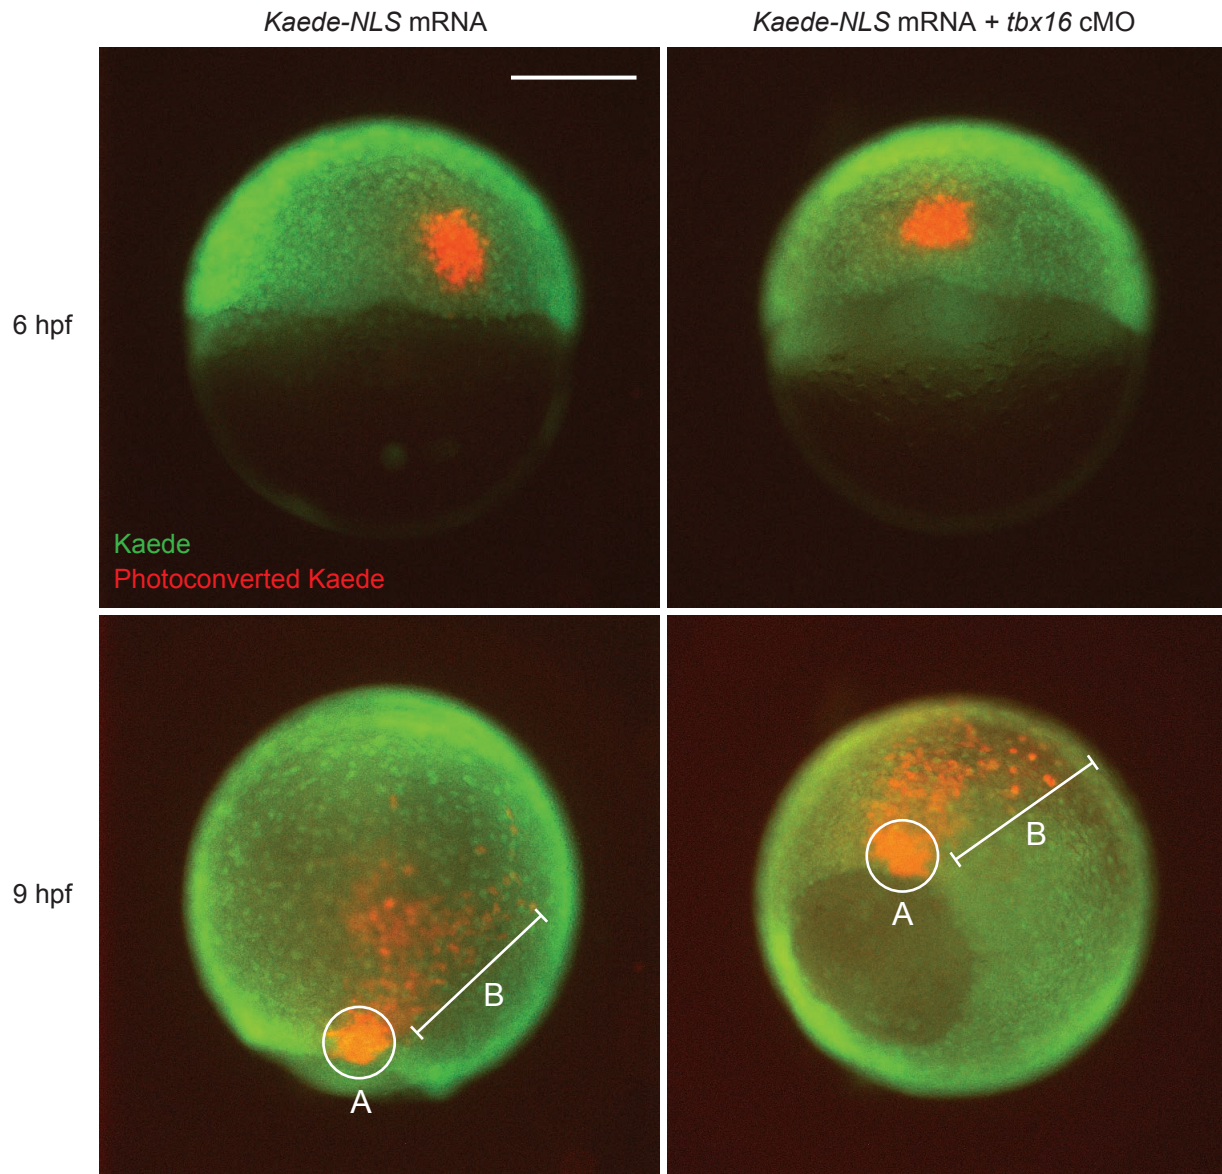 Kaede-NLS mRNA
Kaede-NLS mRNA + tbx16 cMO
6 hpf
Kaede
Photoconverted Kaede
9 hpf
B
A
B
A